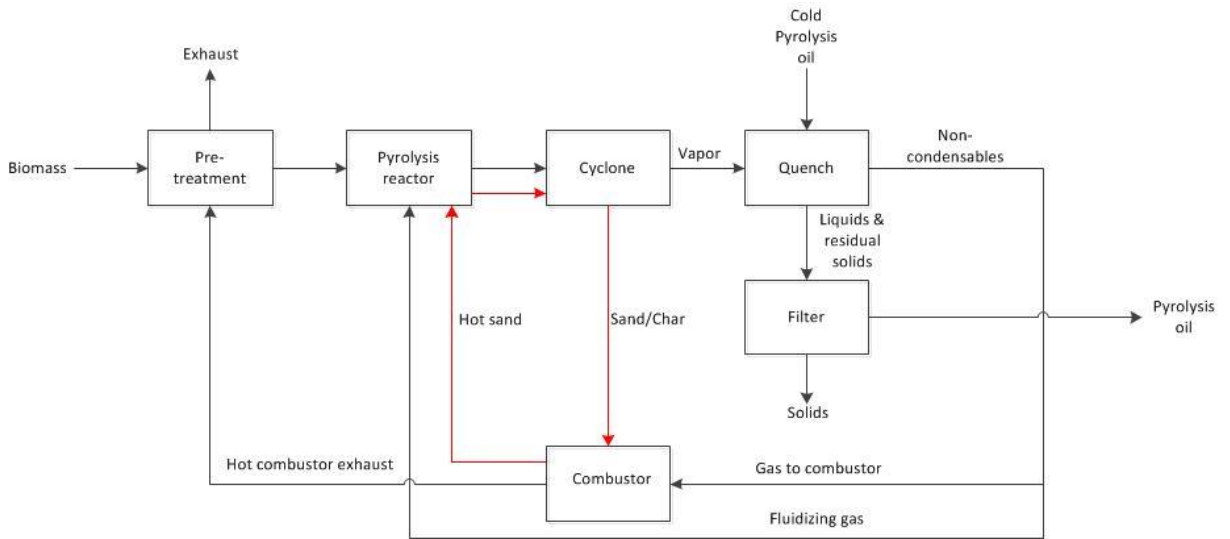 Cold
Pyrolysis
oil
Exhaust
Non-
condensables
Biomass
Pre-
treatment
Pyrolysis
reactor
Cyclone
Vapor
Quench
Liquids &
residual
solids
Hot sand
Sand/Char
Filter
Pyrolysis
oil
Solids
Hot combustor exhaust
Combustor
Gas to combustor
Fluidizing gas